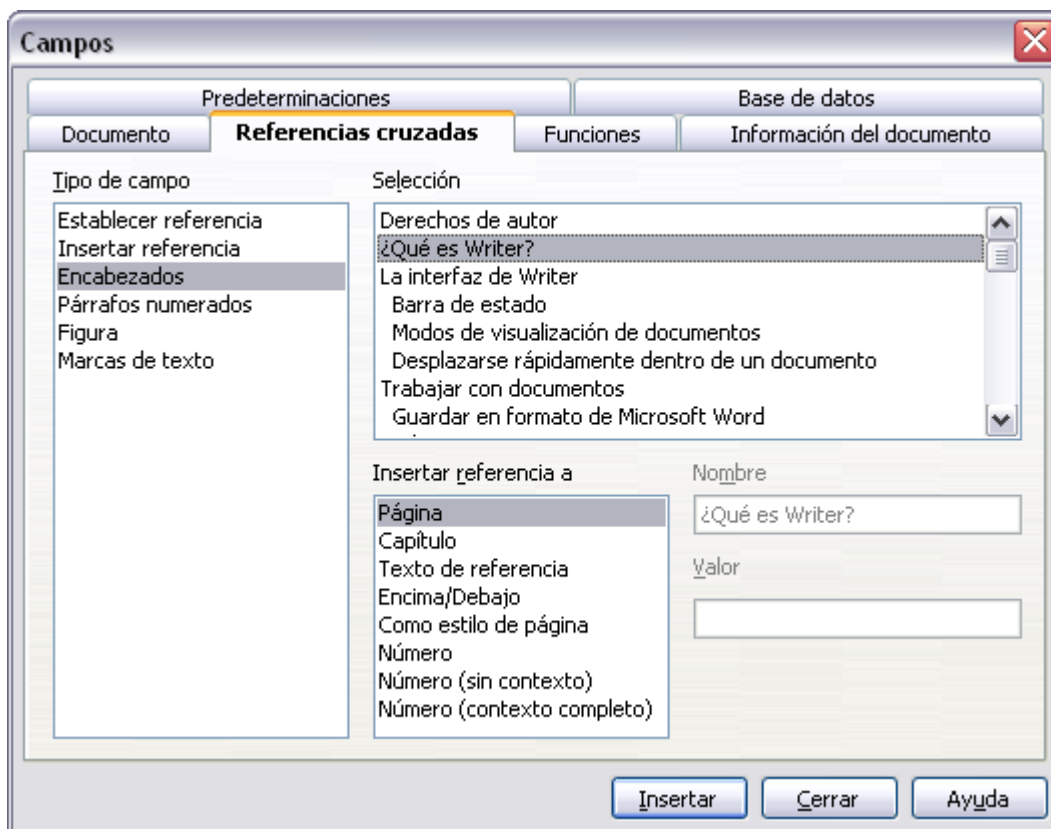 Campos
Predeterminaciones
Base de datos
Documento
Referencias cruzadas
Funciones
Información del documento
Tipo de campo
Establecer referencia
Insertar referencia
Encabezados
Párrafos numerados
Figura
Marcas de texto
Selección
Derechos de autor
¿Qué es Writer?
La interfaz de Writer
Barra de estado
Modos de visualización de documentos
Desplazarse rápidamente dentro de un documento
Trabajar con documentos
Guardar en formato de Microsoft Word
Insertar referencia a
Página
Capítulo
Texto de referencia
Encima/Debajo
Como estilo de página
Número
Número (sin contexto)
Número (contexto completo)
Nombre
¿Qué es Writer?
Valor
Insertar
Cerrar
Ayuda